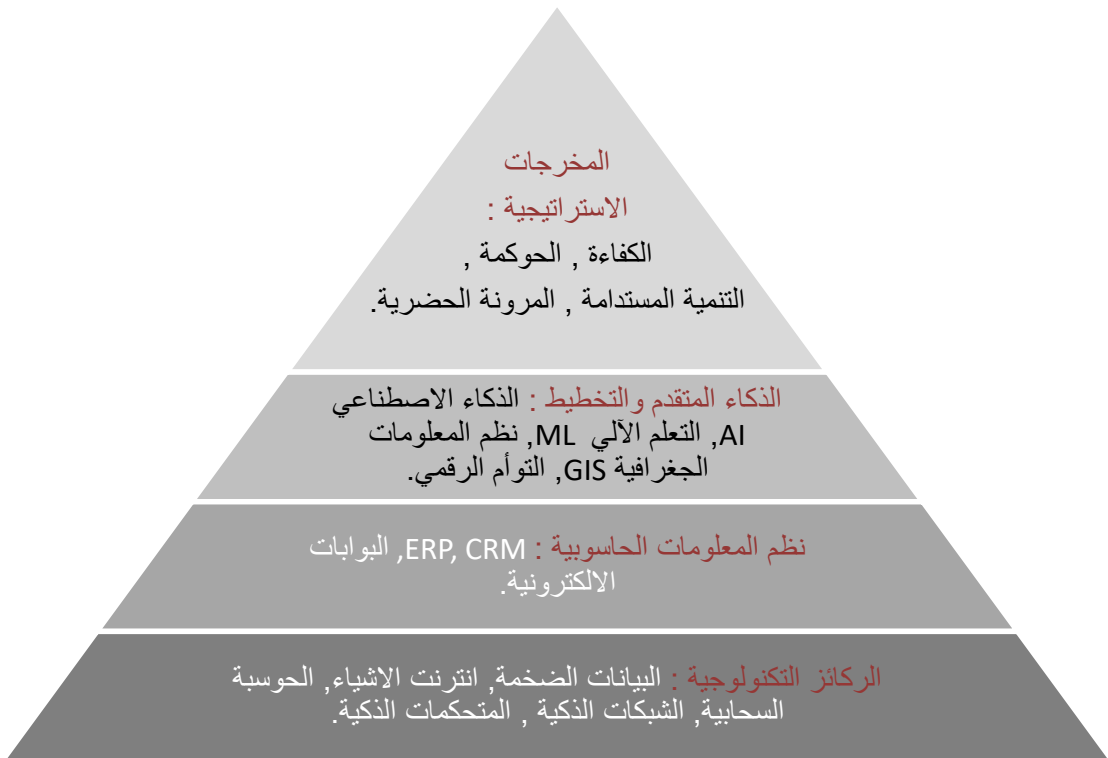 المخرجات
الاستراتيجية :
الكفاءة , الحوكمة ,
التنمية المستدامة , المرونة الحضرية.
الذكاء المتقدم والتخطيط : الذكاء الاصطناعي
AI, التعلم الآلي ML, نظم المعلومات
الجغرافية GIS, التوأم الرقمي.
نظم المعلومات الحاسوبية : ERP, CRM, البوابات
الالكترونية.
الركائز التكنولوجية : البيانات الضخمة, انترنت الاشياء, الحوسبة
السحابية, الشبكات الذكية , المتحكمات الذكية.